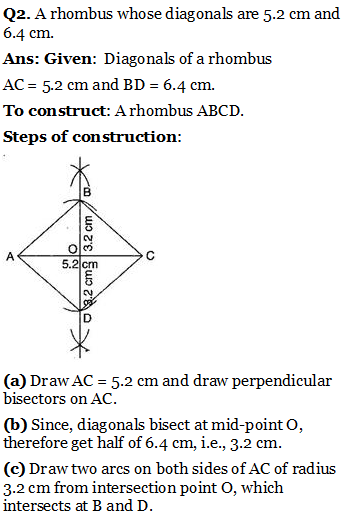 Q2. A rhombus whose diagonals are 5.2 cm and
6.4 cm.
Ans: Given: Diagonals of a rhombus
AC = 5.2 cm and BD = 6.4 cm.
To construct: A rhombus ABCD.
Steps of construction:
B
3.2 cm
A
O
C
5.2 cm
3.2 cm
D
(a) Draw AC = 5.2 cm and draw perpendicular
bisectors on AC.
(b) Since, diagonals bisect at mid-point O,
therefore get half of 6.4 cm, i.e., 3.2 cm.
(c) Draw two arcs on both sides of AC of radius
3.2 cm from intersection point O, which
intersects at B and D.